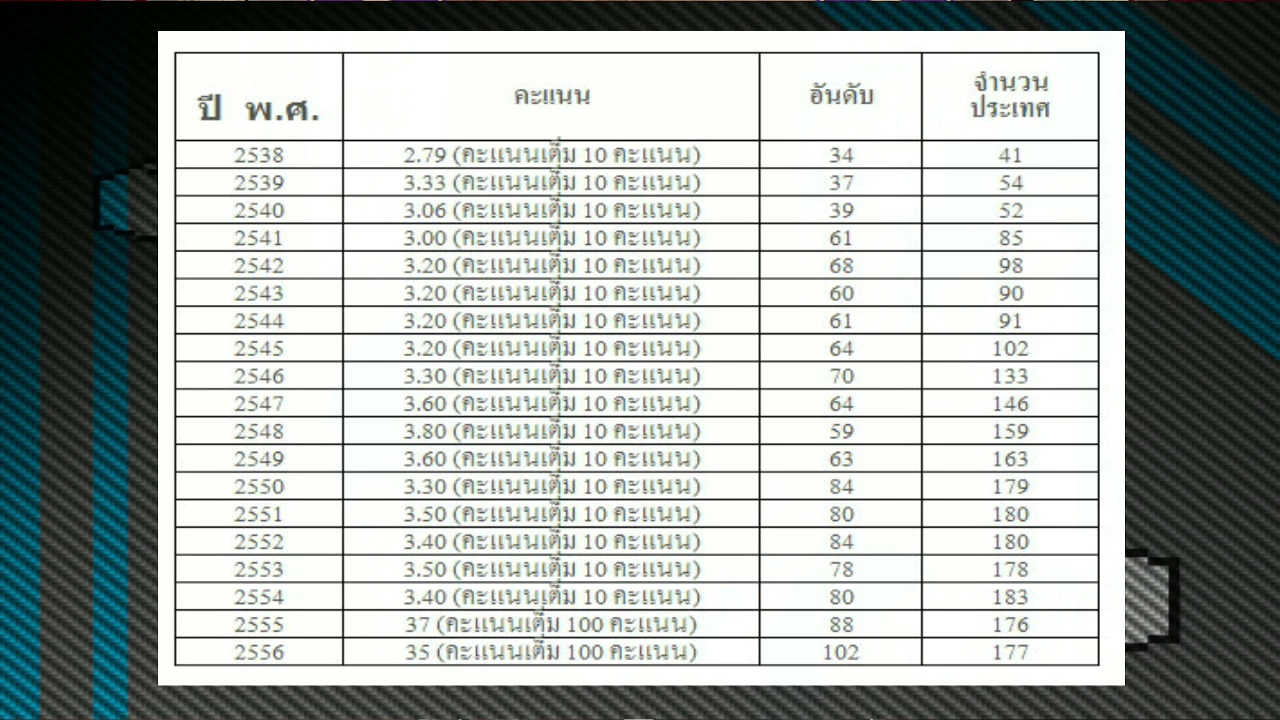 ปี พ.ศ. คะแนน อันดับ จำนวน
ประเทศ
2538 2.79 (คะแนนเต็ม 10 คะแนน) 34 41
2539 3.33 (คะแนนเต็ม 10 คะแนน) 37 54
2540 3.06 (คะแนนเต็ม 10 คะแนน) 39 52
2541 3.00 (คะแนนเต็ม 10 คะแนน) 61 85
2542 3.20 (คะแนนเต็ม 10 คะแนน) 68 98
2543 3.20 (คะแนนเต็ม 10 คะแนน) 60 90
2544 3.20 (คะแนนเต็ม 10 คะแนน) 61 91
2545 3.20 (คะแนนเต็ม 10 คะแนน) 64 102
2546 3.30 (คะแนนเต็ม 10 คะแนน) 70 133
2547 3.60 (คะแนนเต็ม 10 คะแนน) 64 146
2548 3.80 (คะแนนเต็ม 10 คะแนน) 59 159
2549 3.60 (คะแนนเต็ม 10 คะแนน) 63 163
2550 3.30 (คะแนนเต็ม 10 คะแนน) 84 179
2551 3.50 (คะแนนเต็ม 10 คะแนน) 80 180
2552 3.40 (คะแนนเต็ม 10 คะแนน) 84 180
2553 3.50 (คะแนนเต็ม 10 คะแนน) 78 178
2554 3.40 (คะแนนเต็ม 10 คะแนน) 80 183
2555 37 (คะแนนเต็ม 100 คะแนน) 88 176
2556 35 (คะแนนเต็ม 100 คะแนน) 102 177